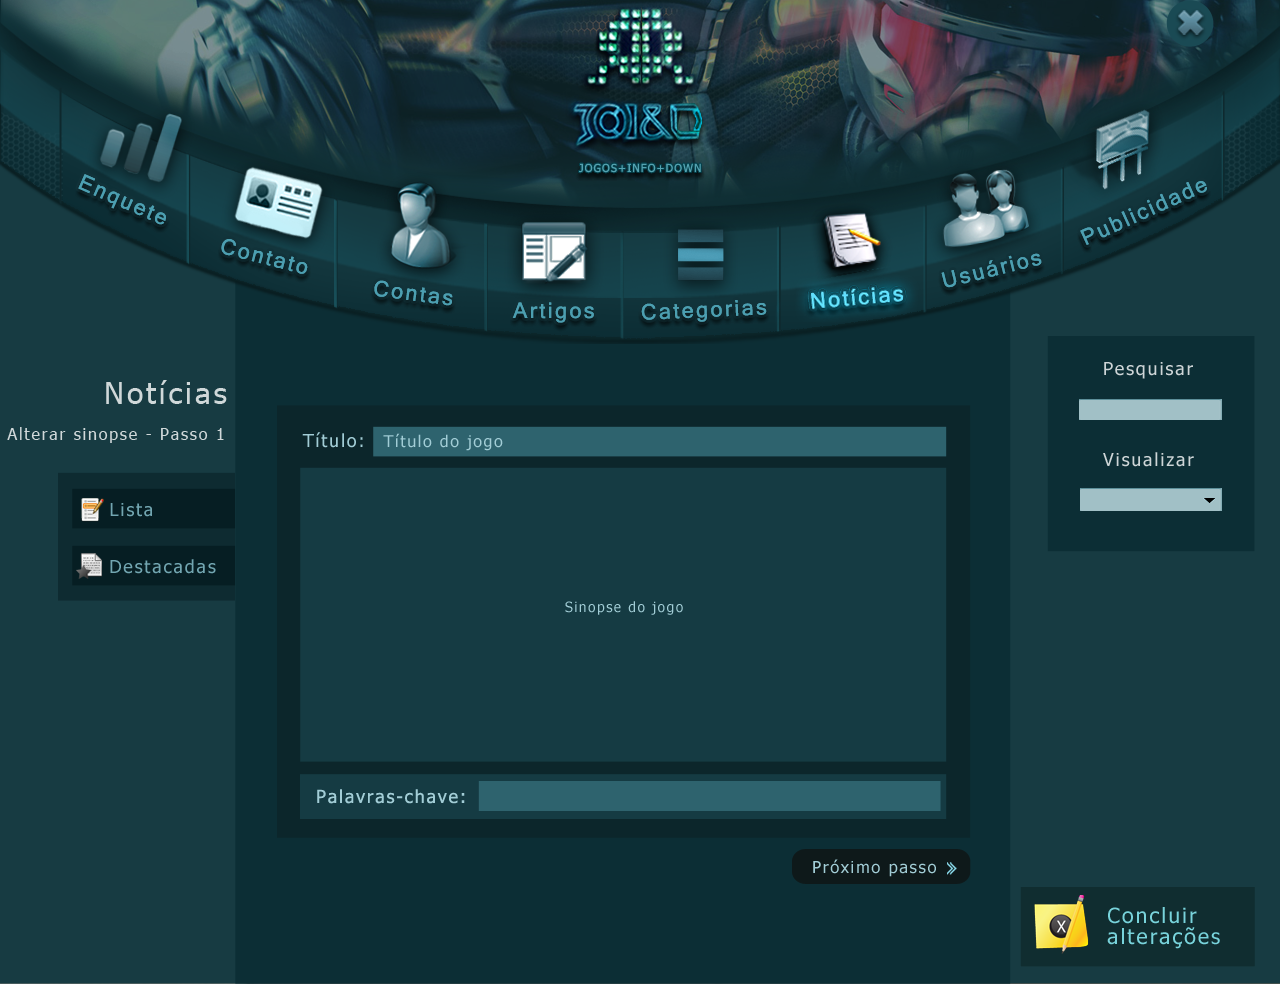 JOI&D
JOGOS+INFO+DOWN
Enquete
Contato
Contas
Artigos
Categorias
Notícias
Usuários
Publicidade
Notícias
Alterar sinopse - Passo 1
Lista
Destacadas
Título: Título do jogo
Sinopse do jogo
Palavras-chave:
Próximo passo
Pesquisar
Visualizar
X
Concluir
alterações